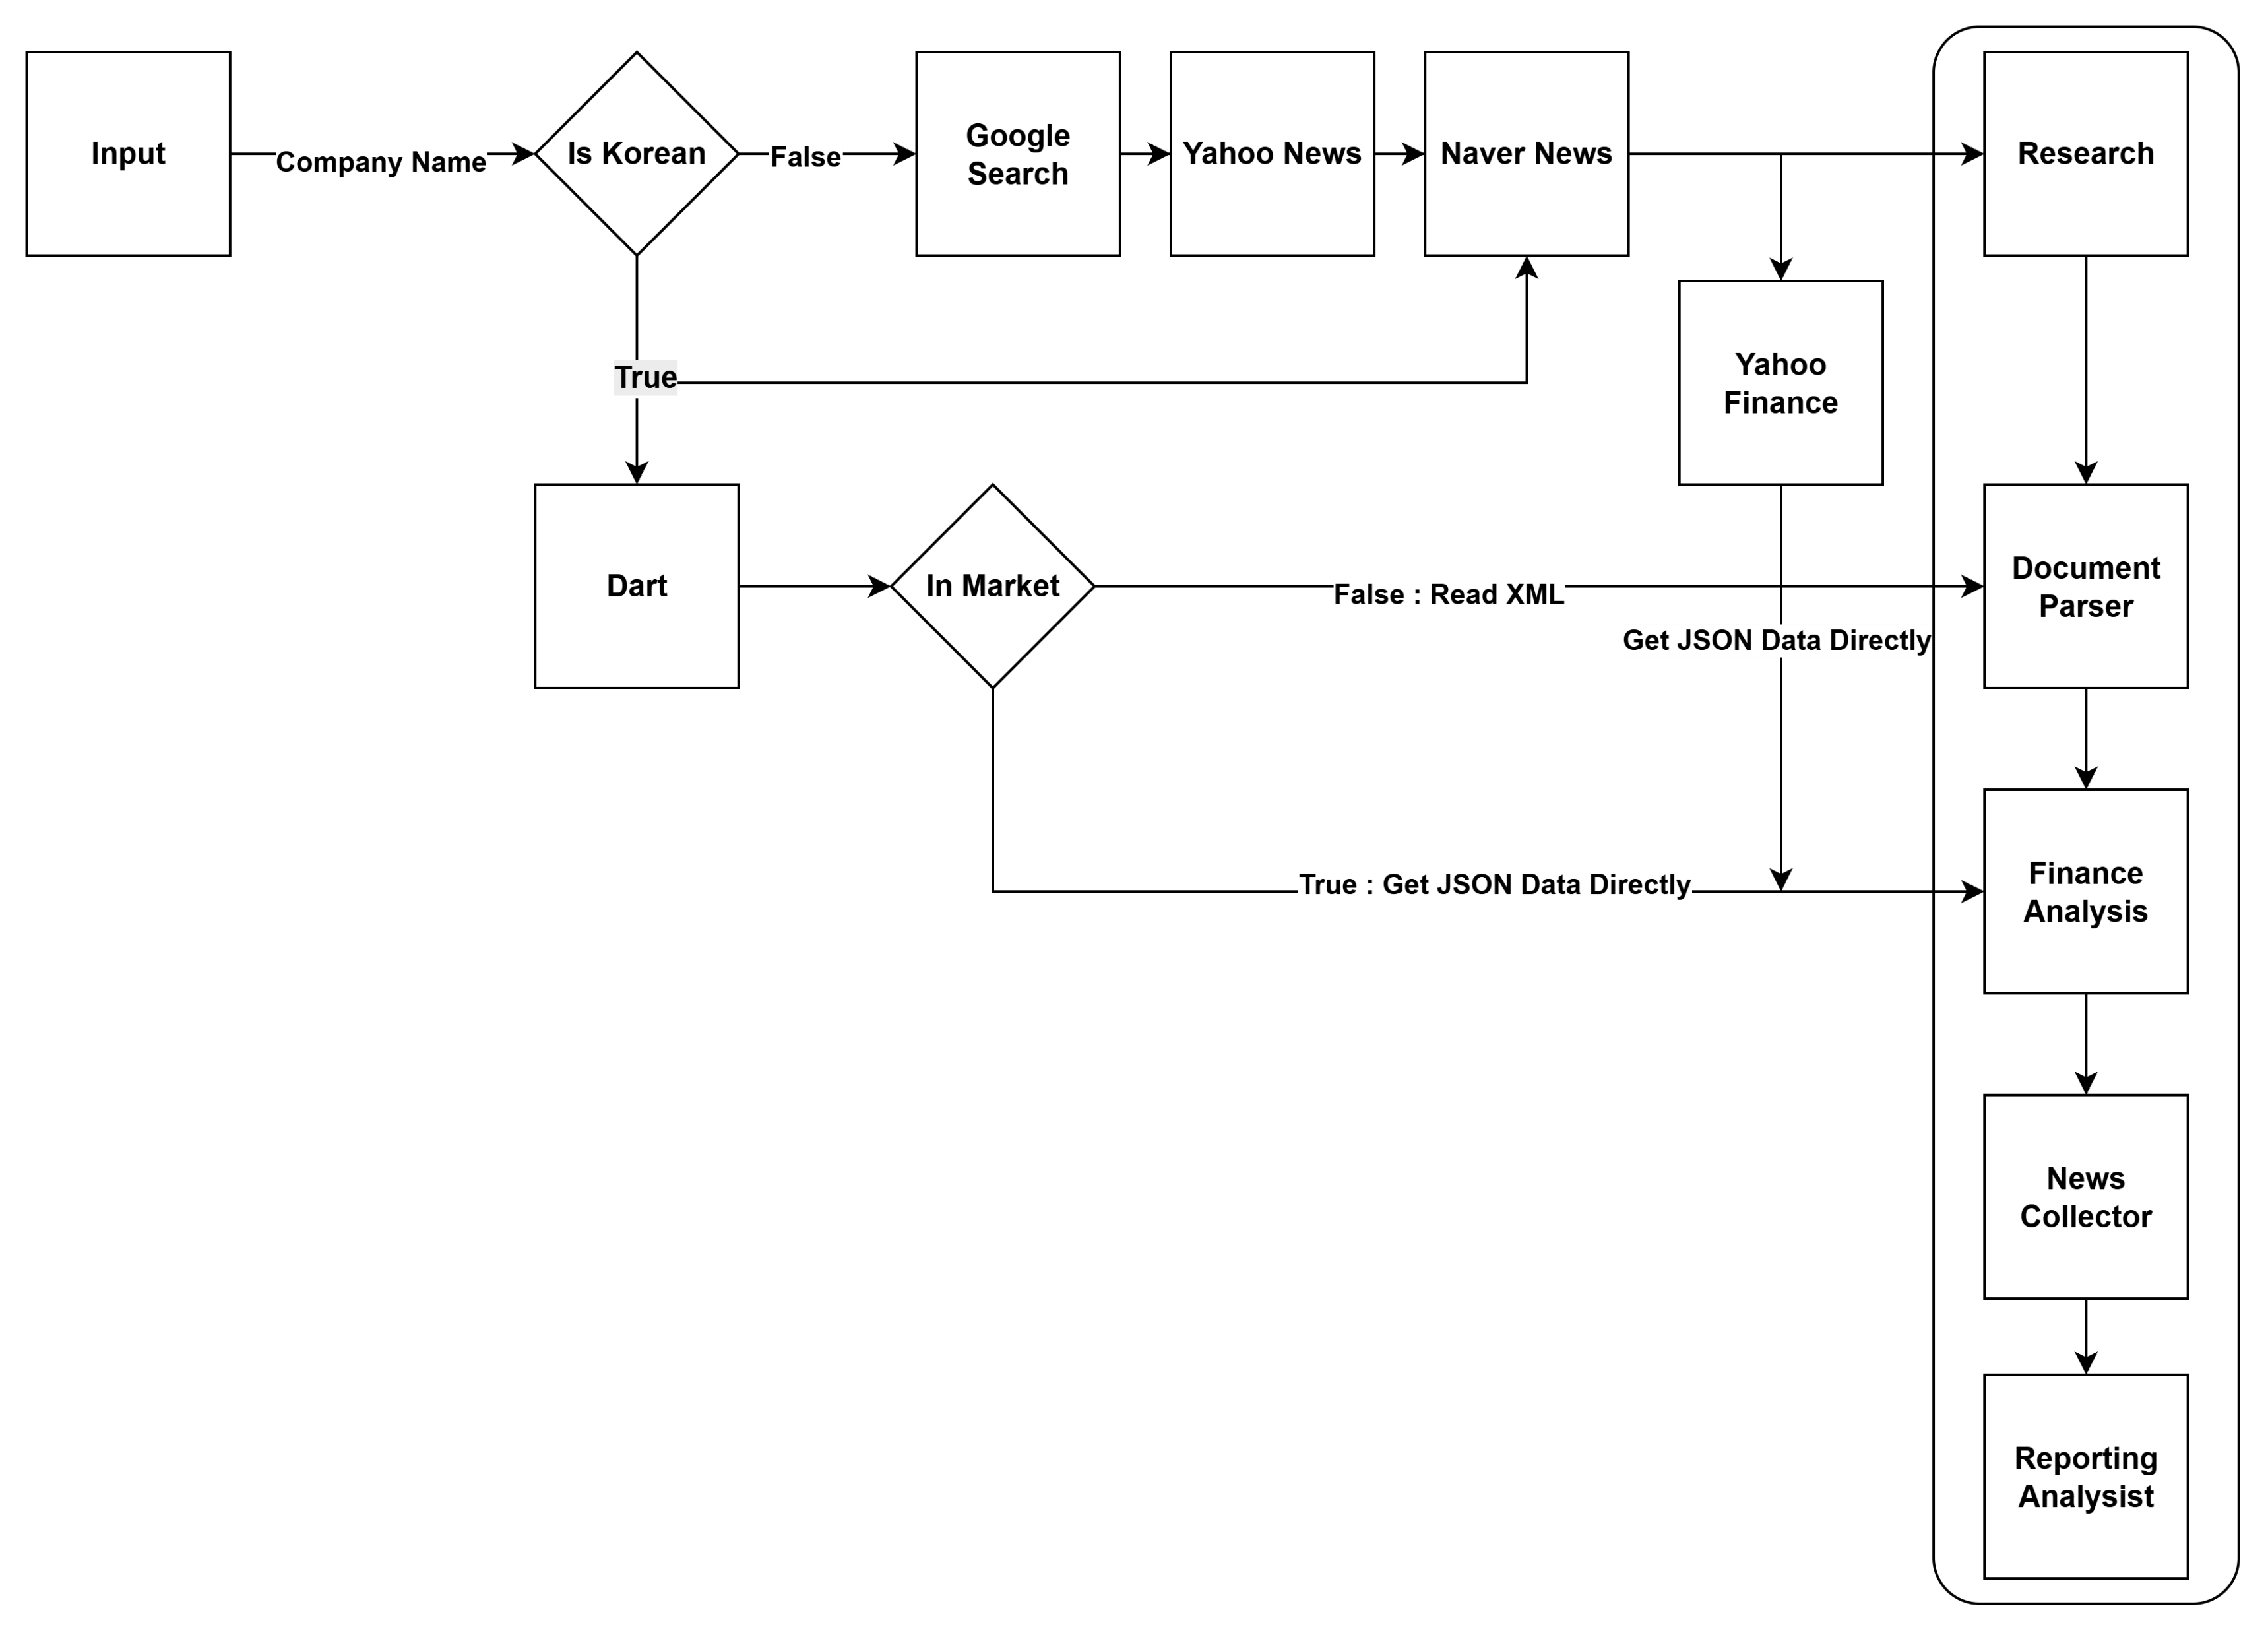 Input
Company Name
Is Korean
False
Google
Search
Yahoo News
Naver News
Research
True
Yahoo
Finance
Dart
In Market
False : Read XML
Get JSON Data Directly
Document
Parser
True : Get JSON Data Directly
Finance
Analysis
News
Collector
Reporting
Analysist